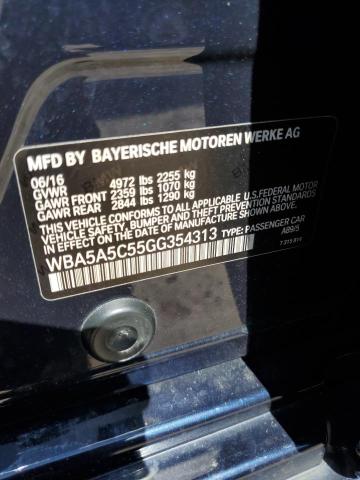 MFD BY BAYERISCHE MOTOREN WERKE AG
06/16
GVWR 4972 lbs 2255 kg
GAWR FRONT 2359 lbs 1070 kg
GAWR REAR 2844 lbs 1290 kg
THIS VEHICLE CONFORMS TO ALL APPLICABLE U.S. FEDERAL MOTOR
VEHICLE SAFETY, BUMPER, AND THEFT PREVENTION STANDARDS IN
EFFECT ON THE DATE OF MANUFACTURE SHOWN ABOVE.
WBA5A5C55GG354313 TYPE: PASSENGER CAR
A89/5